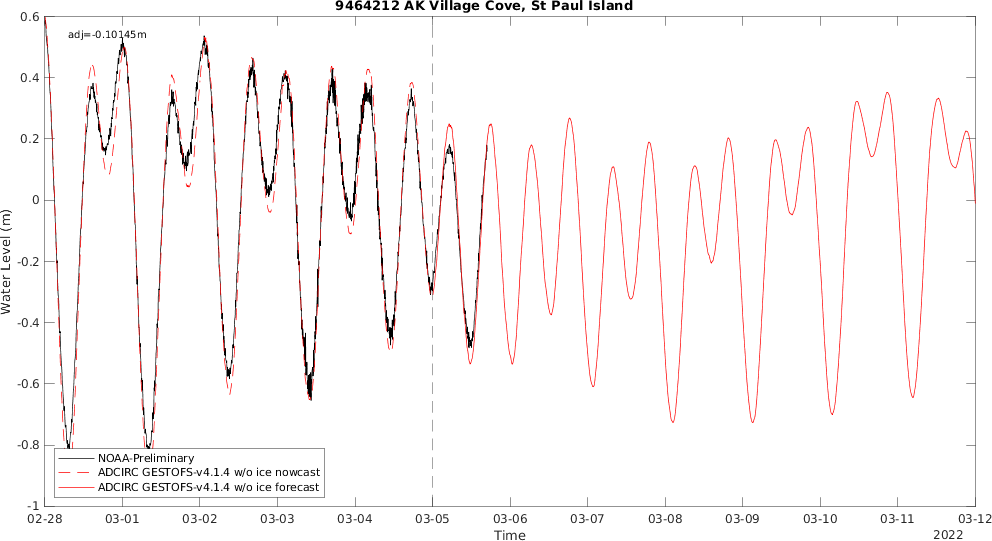 9464212 AK Village Cove, St Paul Island
adj=-0.10145m
0.6
0.4
0.2
0
-0.2
-0.4
-0.6
-0.8
-1
Water Level (m)
NOAA-Preliminary
ADCIRC GESTOFS-v4.1.4 w/o ice nowcast
ADCIRC GESTOFS-v4.1.4 w/o ice forecast
02-28 03-01 03-02 03-03 03-04 03-05 03-06 03-07 03-08 03-09 03-10 03-11 03-12
Time
2022